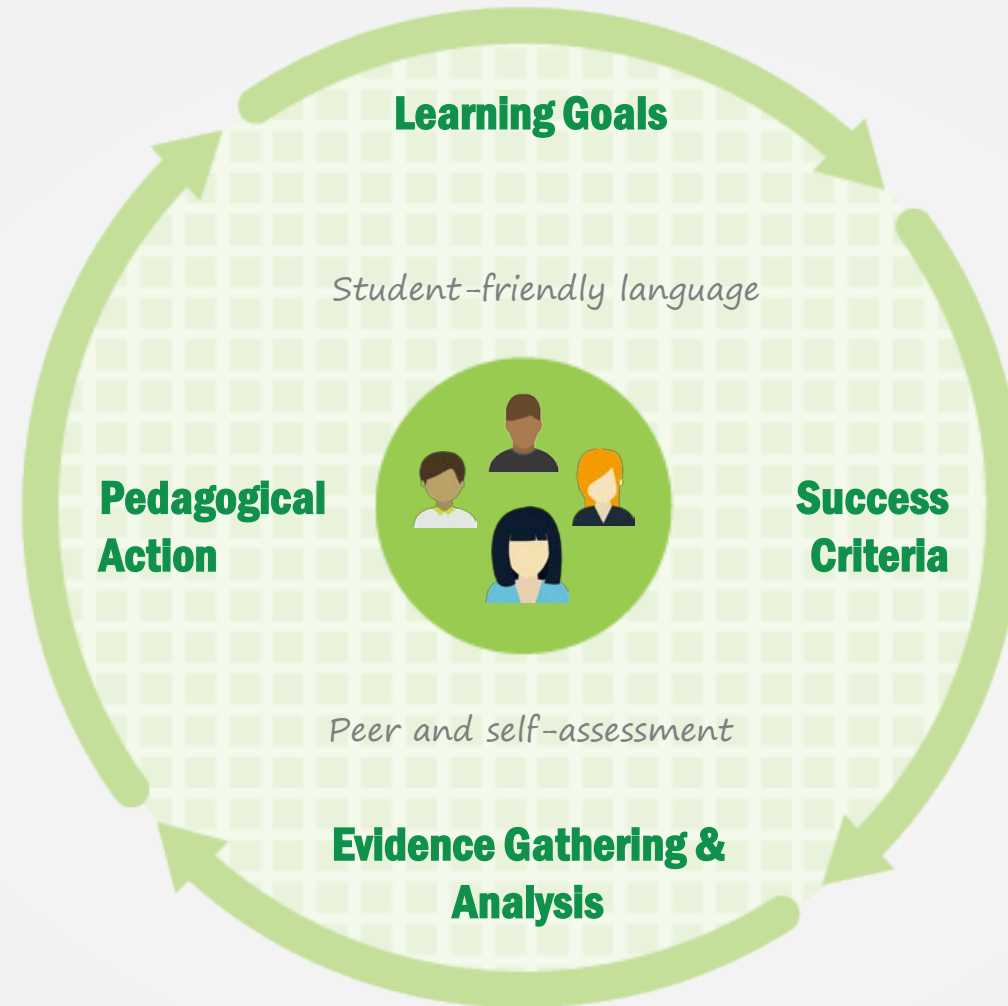 Learning Goals
Student-friendly language
Pedagogical
Action
Success
Criteria
Peer and self-assessment
Evidence Gathering &
Analysis